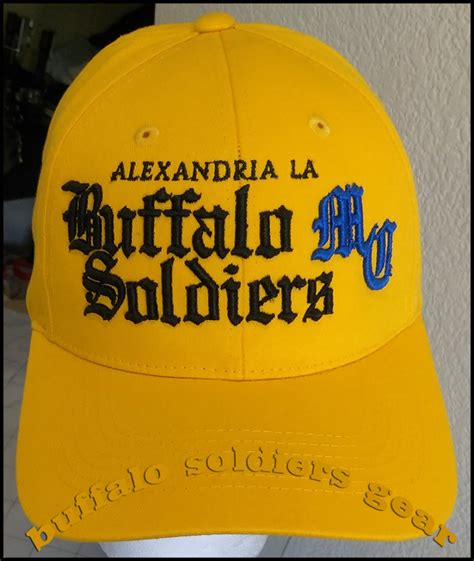 ALEXANDRIA LA
Buffalo MC
Soldiers
buffalo soldiers gear